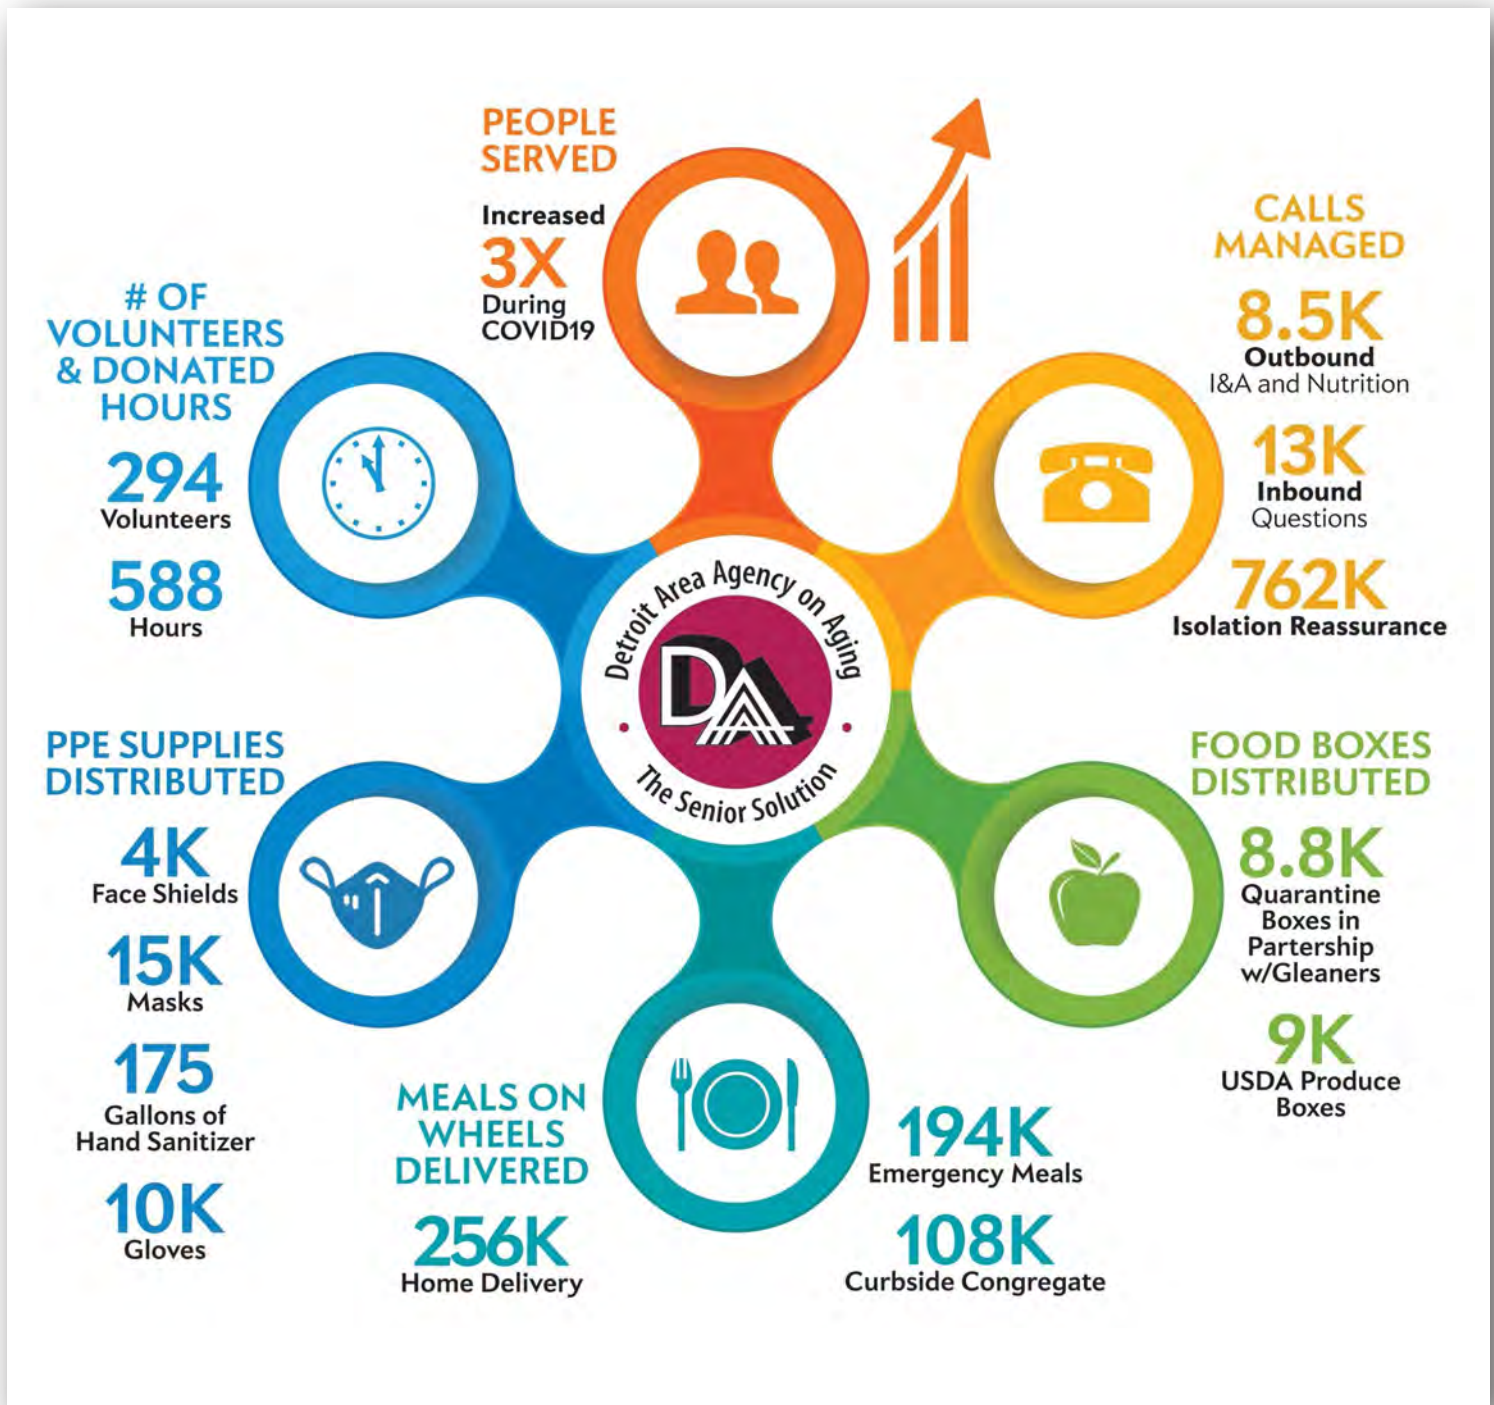 PEOPLE
SERVED
Increased
3X
During
COVID19
CALLS
MANAGED
8.5K
Outbound
I&A and Nutrition
13K
Inbound
Questions
762K
Isolation Reassurance
# OF
VOLUNTEERS
& DONATED
HOURS
294
Volunteers
588
Hours
Detroit Area Agency on Aging
DAAA
The Senior Solution
PPE SUPPLIES
DISTRIBUTED
4K
Face Shields
15K
Masks
175
Gallons of
Hand Sanitizer
10K
Gloves
FOOD BOXES
DISTRIBUTED
8.8K
Quarantine
Boxes in
Partership
w/Gleaners
9K
USDA Produce
Boxes
MEALS ON
WHEELS
DELIVERED
256K
Home Delivery
194K
Emergency Meals
108K
Curbside Congregate